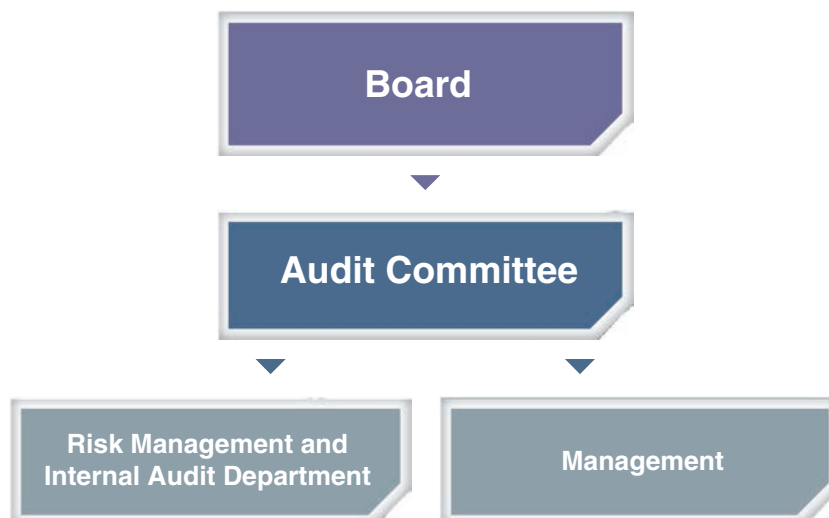 Board
Audit Committee
Risk Management and
Internal Audit Department
Management